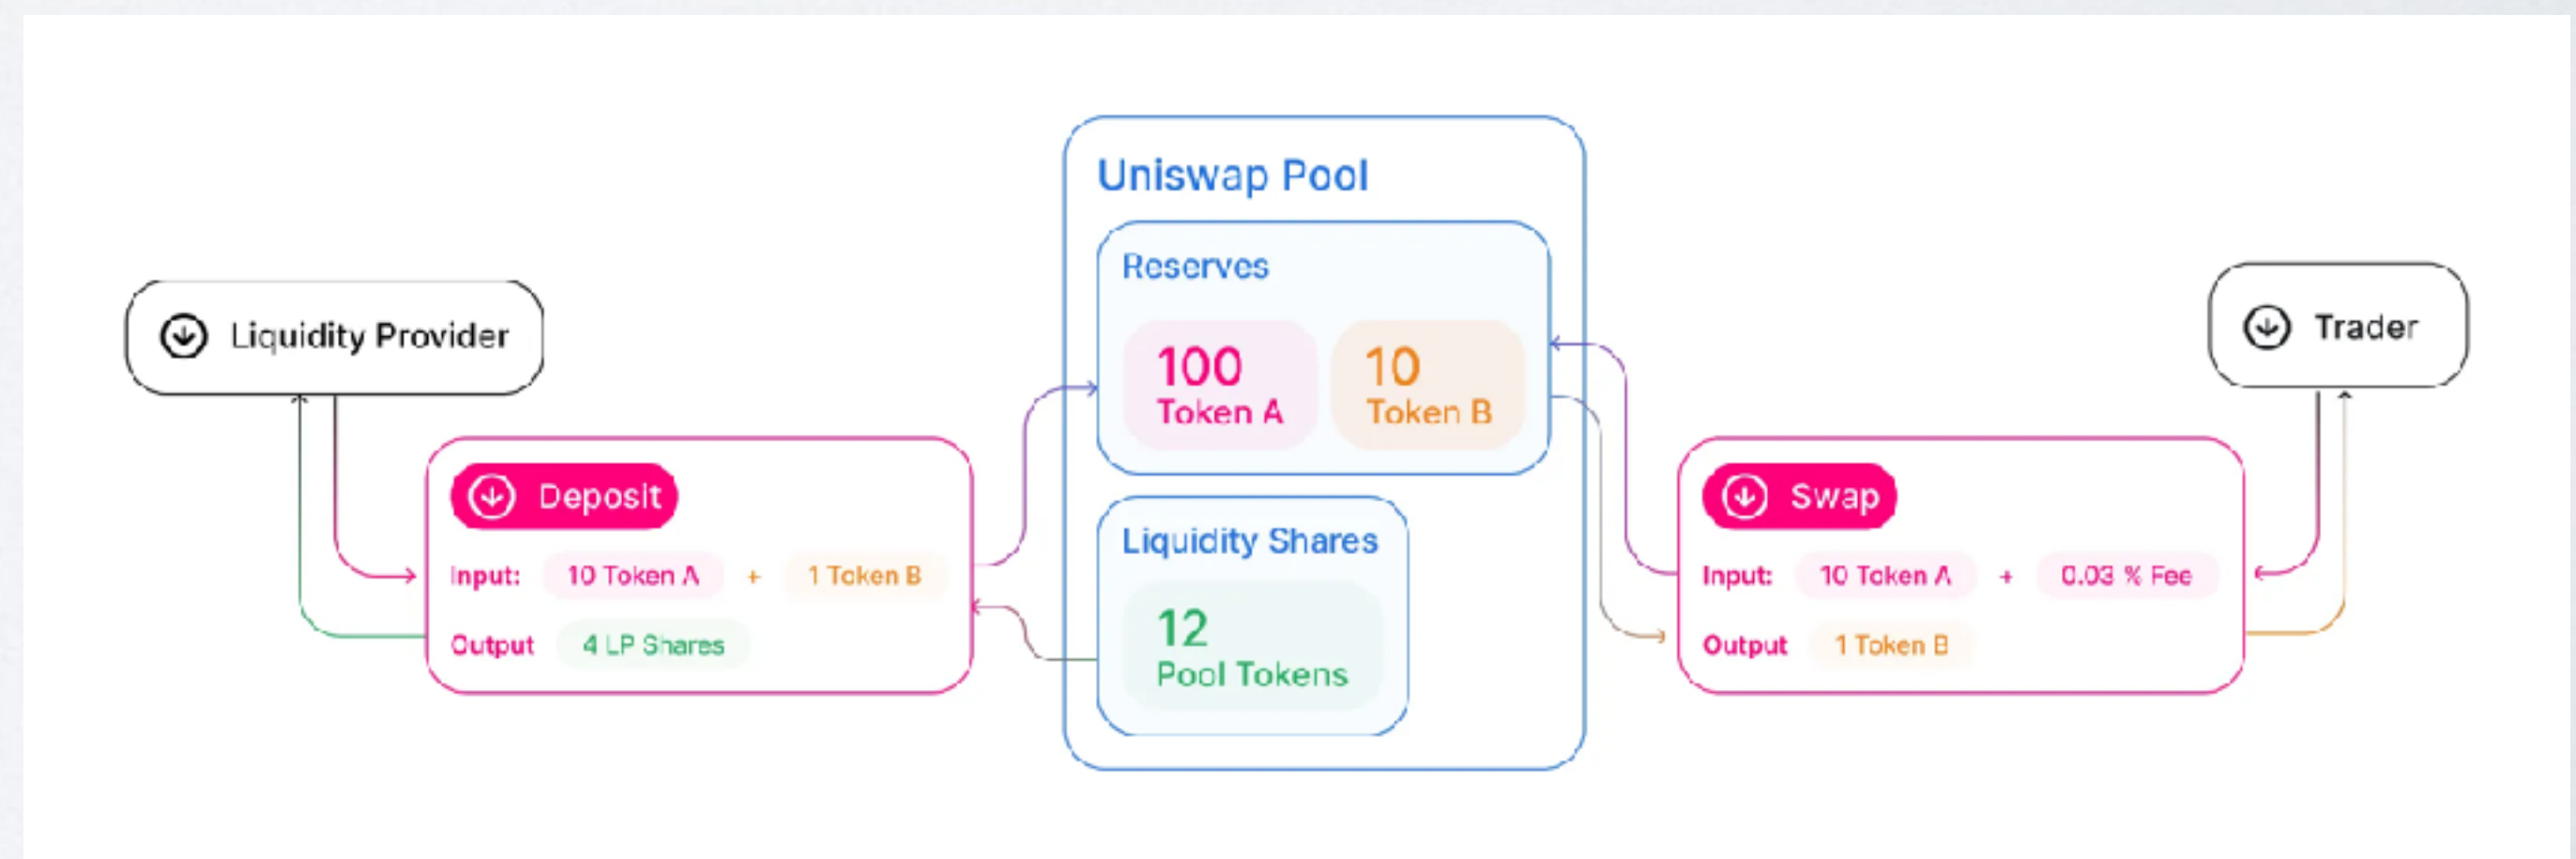 Uniswap Pool
Reserves
100
Token A
10
Token B
Liquidity Shares
12
Pool Tokens
Liquidity Provider
Deposit
Input: 10 Token A + 1 Token B
Output 4 LP Shares
Trader
Swap
Input: 10 Token A + 0.03 % Fee
Output 1 Token B